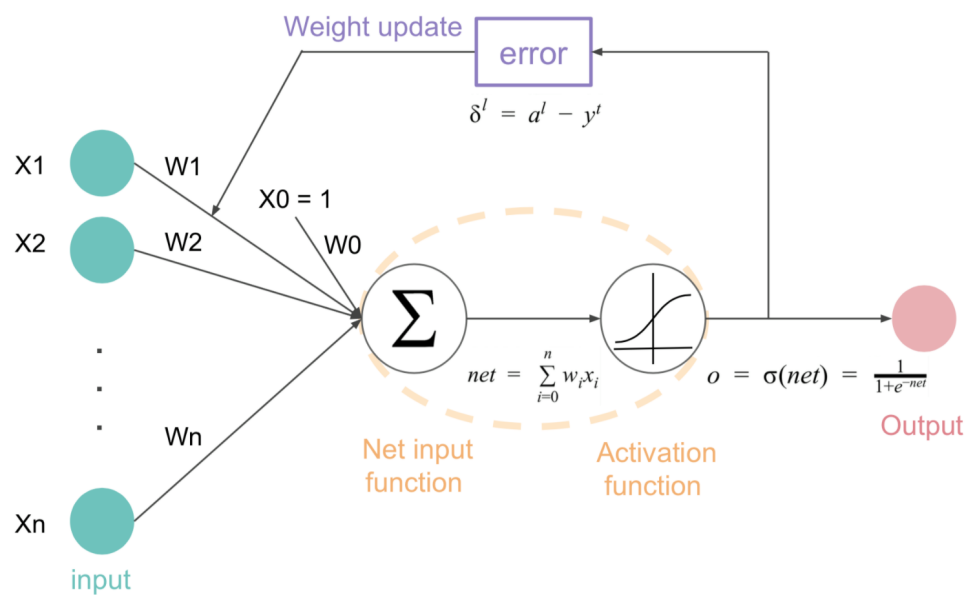 Weight update
error
δˡ = aˡ − yᵗ
X1
W1
X0 = 1
X2
W2
W0
Σ
net = Σⁿᵢ₌₀ wᵢxᵢ
o = σ(net) = 1/(1+e⁻ⁿᵉᵗ)
Output
Wn
Net input
function
Activation
function
Xn
input